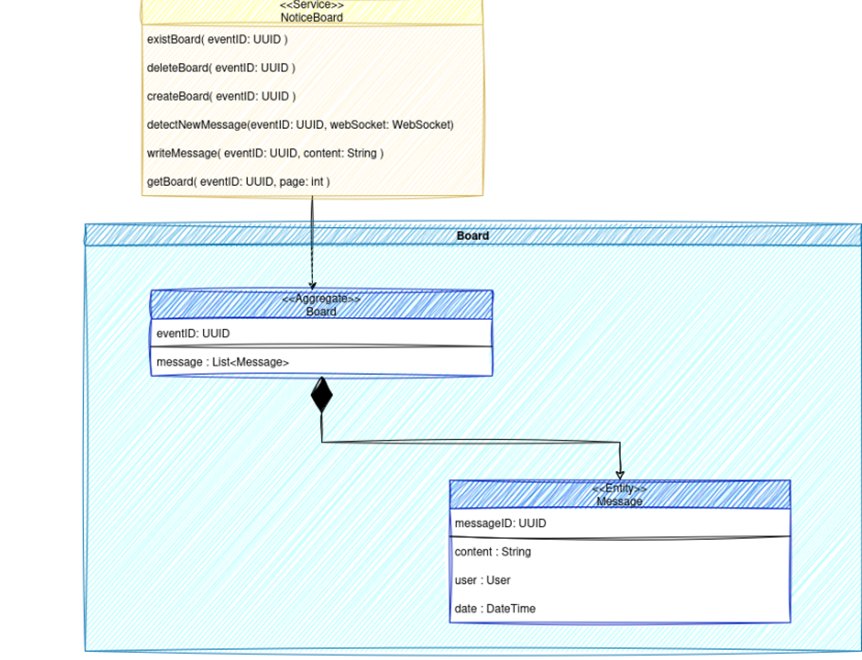 <<Service>>
NoticeBoard
existBoard( eventID: UUID )
deleteBoard( eventID: UUID )
createBoard( eventID: UUID )
detectNewMessage(eventID: UUID, webSocket: WebSocket)
writeMessage( eventID: UUID, content: String )
getBoard( eventID: UUID, page: int )
Board
<<Aggregate>>
Board
eventID: UUID
message : List<Message>
<<Entity>>
Message
messageID: UUID
content : String
user : User
date : DateTime